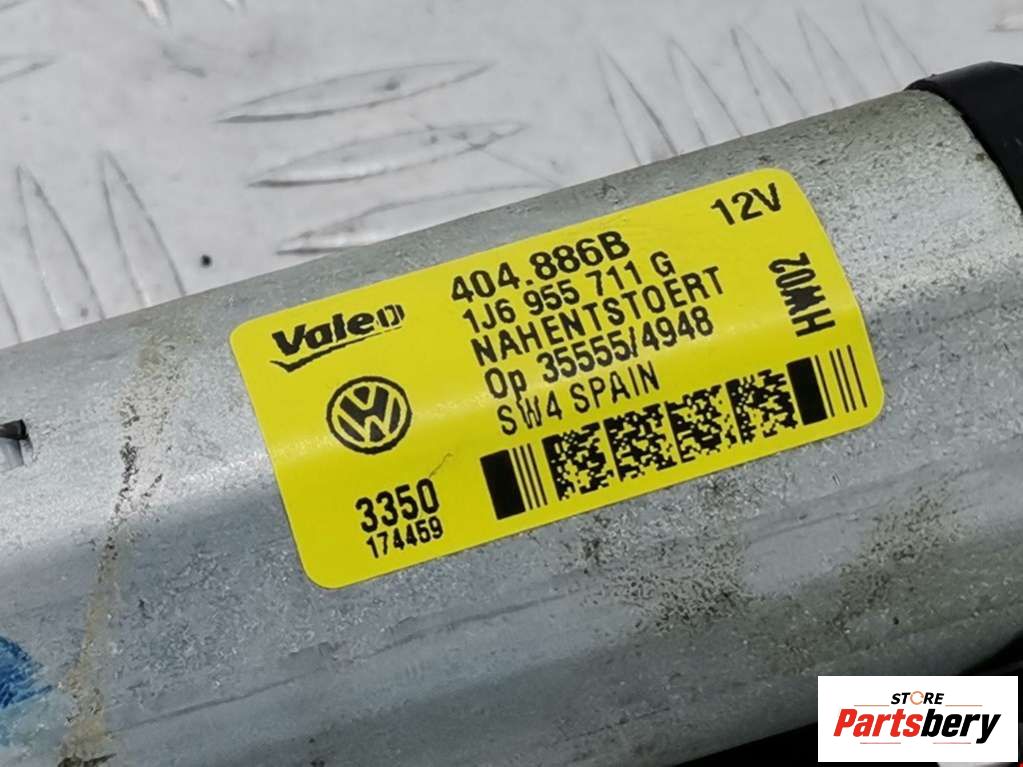 404.886B 12V
1J6 955 711 G
Valeo
NAHENTSTOERT
HW02
Op 35555/4948
SW4 SPAIN
3350
174459
STORE
Partsbery